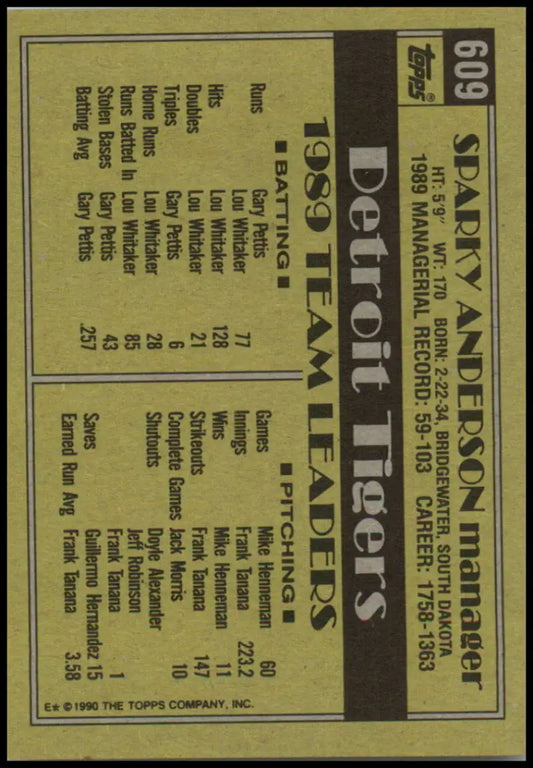 609
topps®
SPARKY ANDERSON manager
HT: 5'9" WT: 170 BORN: 2-22-34, BRIDGEWATER, SOUTH DAKOTA
1989 MANAGERIAL RECORD: 59-103 CAREER: 1758-1363
Detroit Tigers
1989 TEAM LEADERS
BATTING
Runs Gary Pettis
Lou Whitaker 77
Hits Lou Whitaker 128
Doubles Lou Whitaker 21
Triples Gary Pettis 6
Home Runs Lou Whitaker 28
Runs Batted In Lou Whitaker 85
Stolen Bases Gary Pettis 43
Batting Avg Gary Pettis .257
PITCHING
Games Mike Henneman 60
Innings Frank Tanana 223.2
Wins Mike Henneman 11
Strikeouts Frank Tanana 147
Complete Games Jack Morris 10
Shutouts Doyle Alexander
Jeff Robinson
Frank Tanana 1
Saves Guillermo Hernandez 15
Earned Run Avg Frank Tanana 3.58
E★ ©1990 THE TOPPS COMPANY, INC.